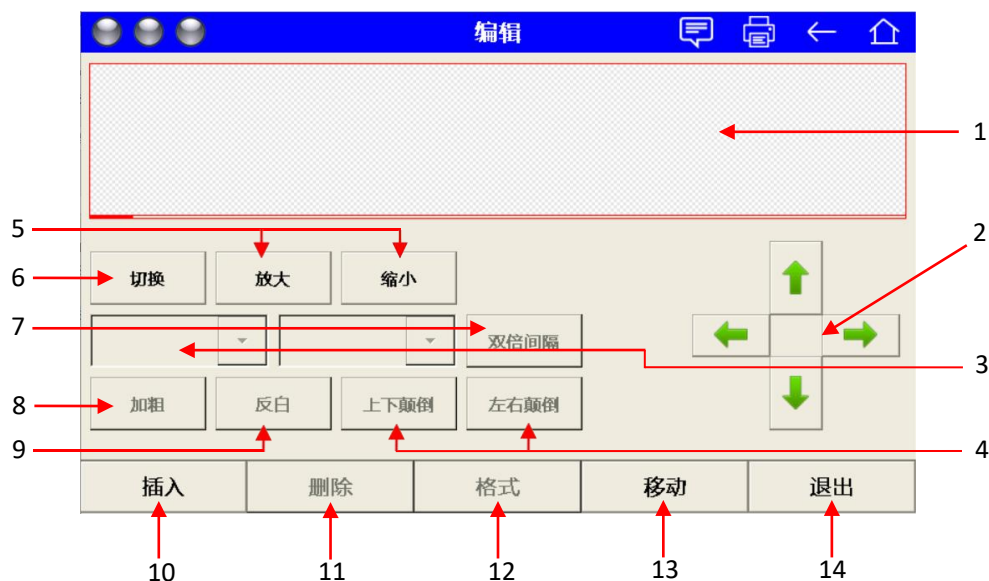 编辑
1
5
2
6 切换 放大 缩小
7 双倍间隔
3
8 加粗 反白 上下颠倒 左右颠倒
9 4
插入 删除 格式 移动 退出
10 11 12 13 14